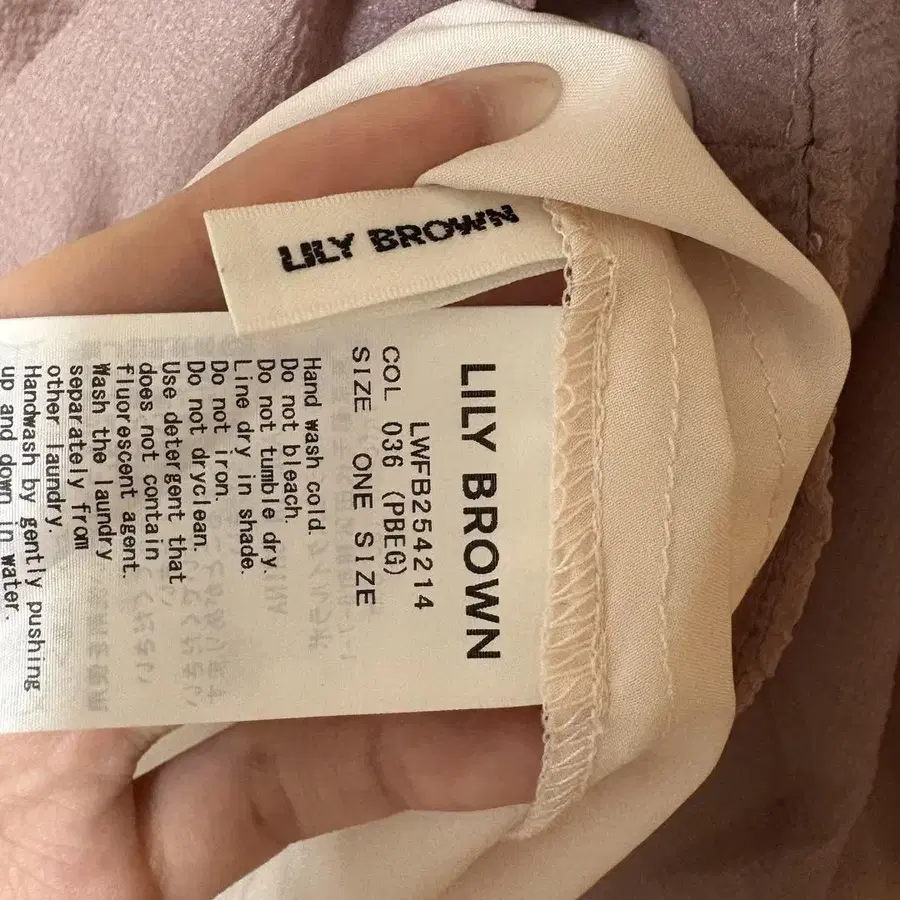 LILY BROWN
LILY BROWN
LWFB254214
COL 036 (PBEG)
SIZE ONE SIZE
Hand wash cold.
Do not bleach.
Do not tumble dry.
Line dry in shade.
Do not iron.
Do not dryclean.
Use detergent that
does not contain
fluorescent agent.
Wash the laundry
separately from
other laundry.
Handwash by gently pushing
up and down in water.